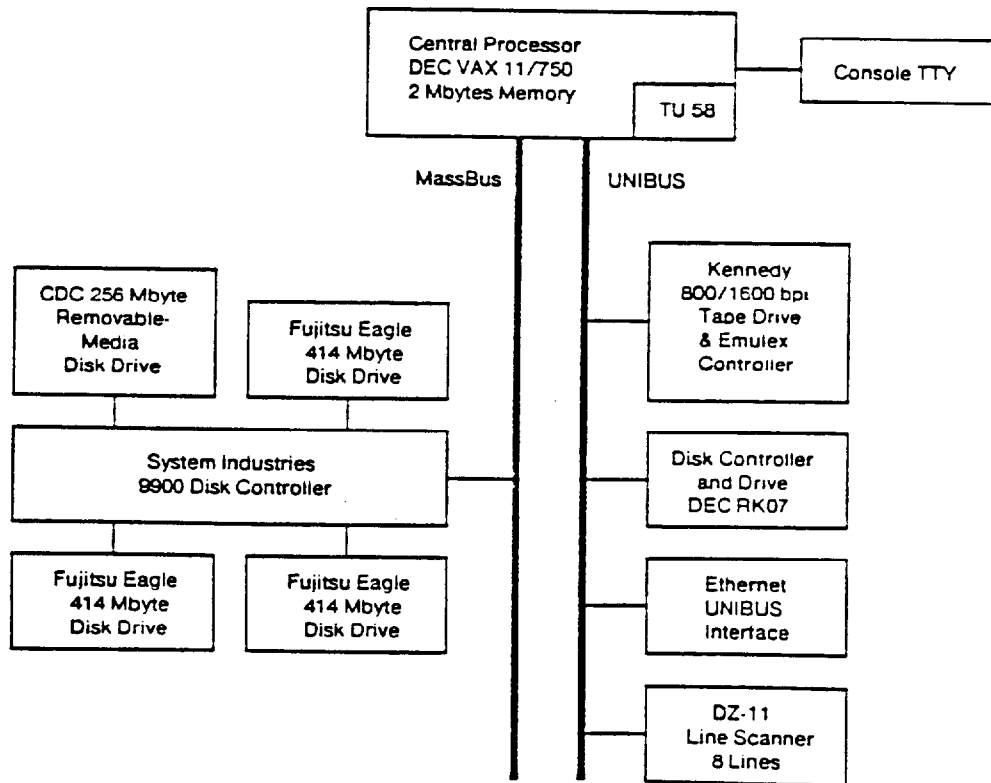 Central Processor
DEC VAX 11/750
2 Mbytes Memory
TU 58
Console TTY
MassBus
UNIBUS
CDC 256 Mbyte
Removable-
Media
Disk Drive
Fujitsu Eagle
414 Mbyte
Disk Drive
System Industries
9900 Disk Controller
Fujitsu Eagle
414 Mbyte
Disk Drive
Fujitsu Eagle
414 Mbyte
Disk Drive
Kennedy
800/1600 bpi
Tape Drive
& Emulex
Controller
Disk Controller
and Drive
DEC RK07
Ethernet
UNIBUS
Interface
DZ-11
Line Scanner
8 Lines